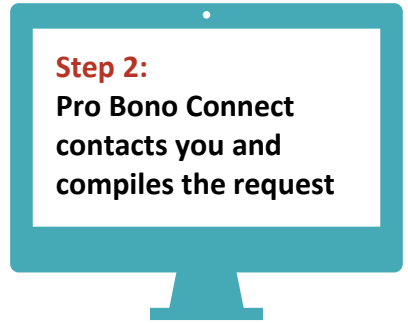 Step 2:
Pro Bono Connect
contacts you and
compiles the request